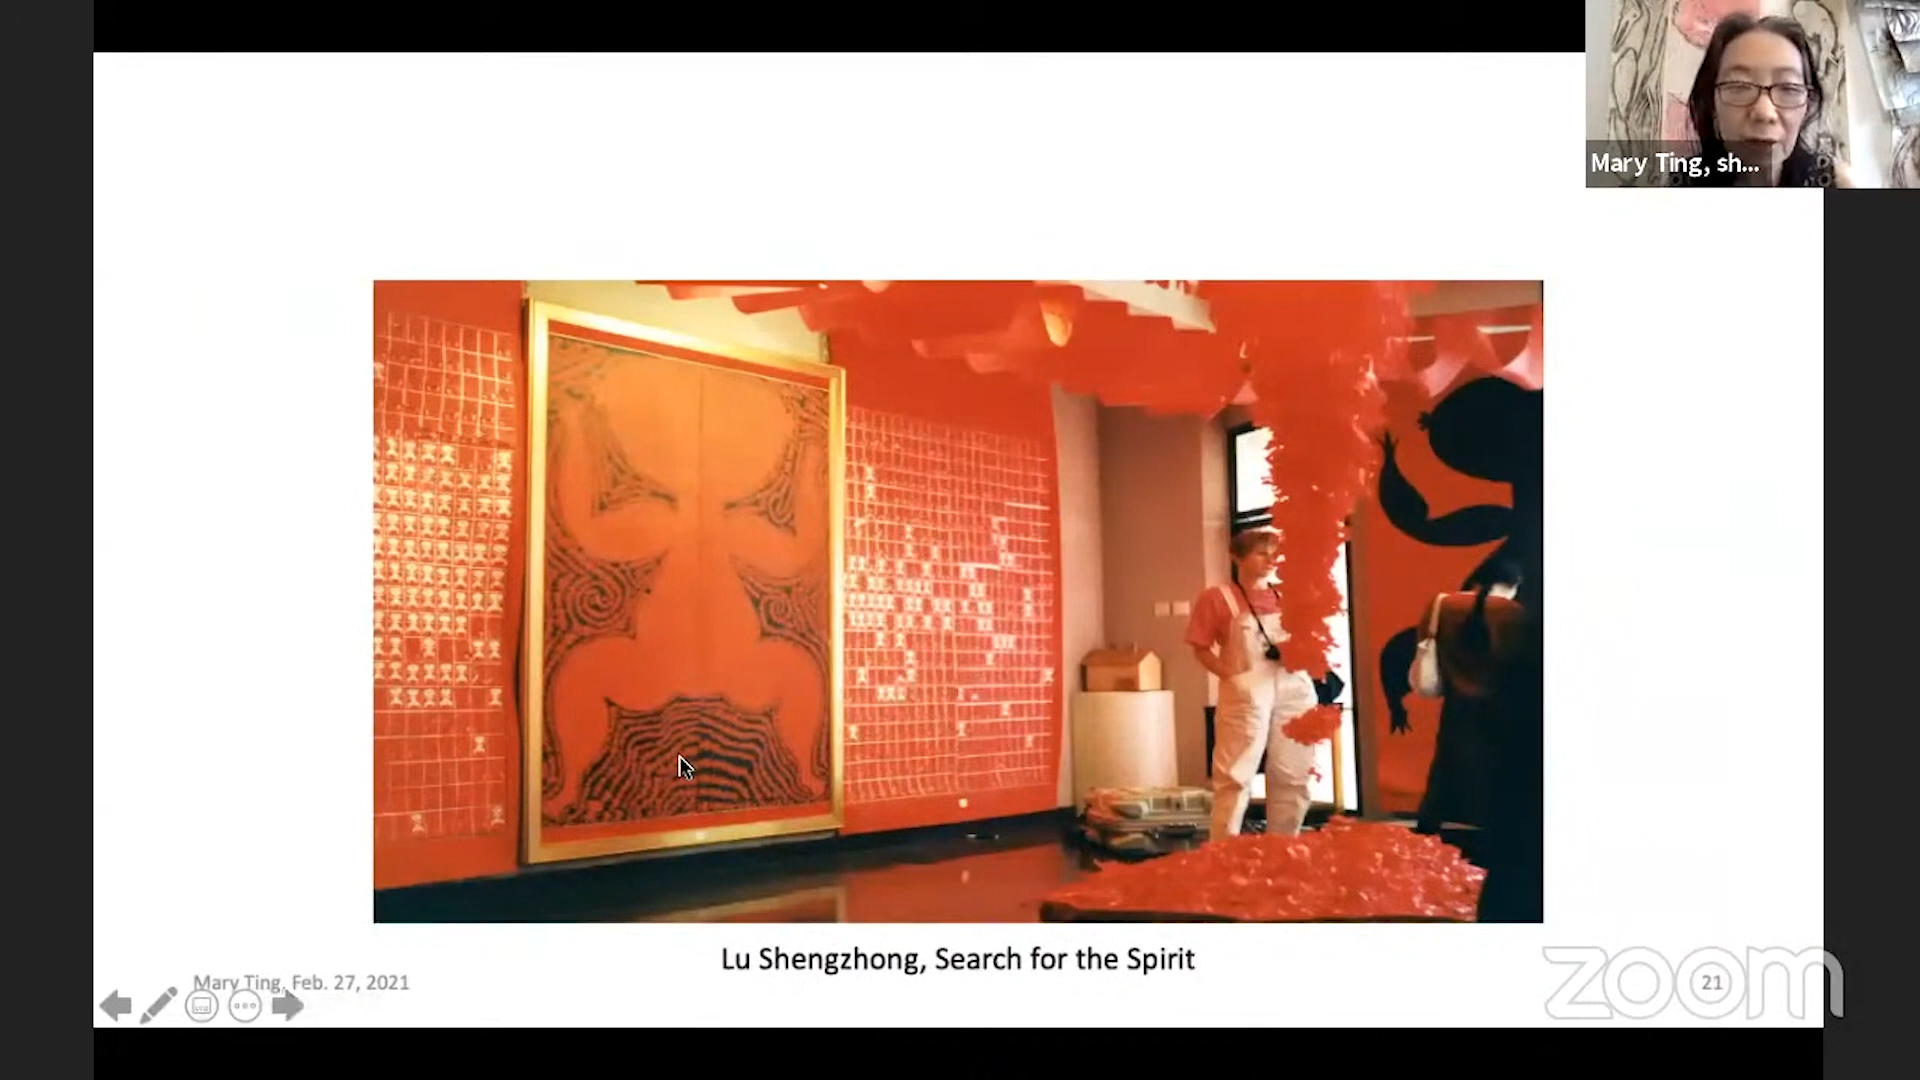 Mary Ting, sh...
Lu Shengzhong, Search for the Spirit
Mary Ting, Feb. 27, 2021
zoom
21